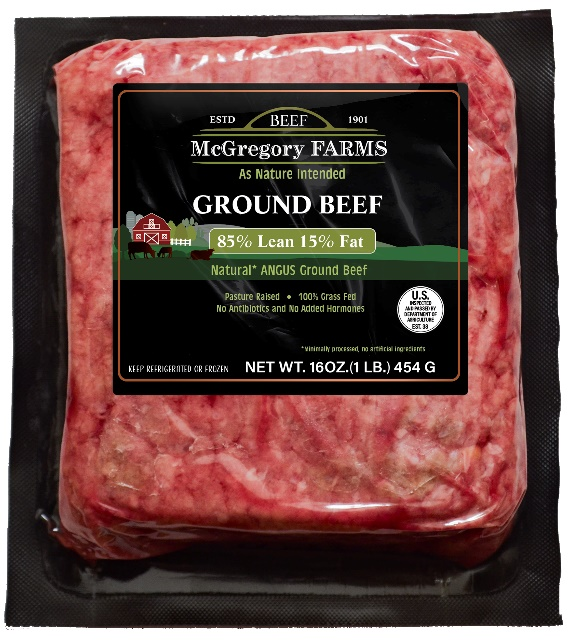 ESTD BEEF 1901
McGregory FARMS
As Nature Intended
GROUND BEEF
85% Lean 15% Fat
Natural* ANGUS Ground Beef
Pasture Raised • 100% Grass Fed
No Antibiotics and No Added Hormones
U.S.
INSPECTED
AND PASSED BY
DEPARTMENT OF
AGRICULTURE
EST. 38
*Minimally processed, no artificial ingredients
KEEP REFRIGERATED OR FROZEN NET WT. 16OZ.(1 LB.) 454 G